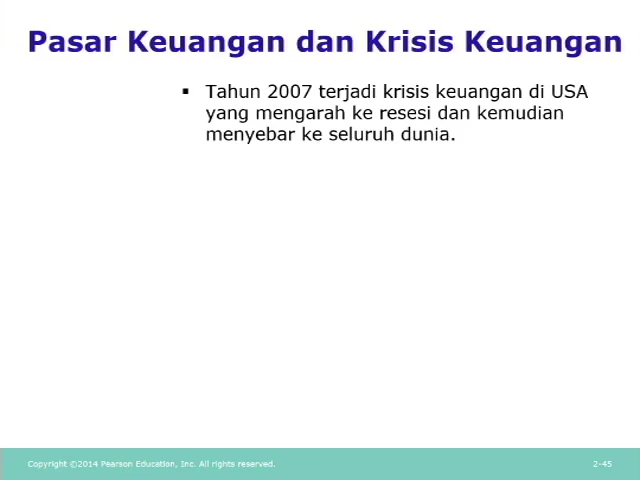 Pasar Keuangan dan Krisis Keuangan
▪ Tahun 2007 terjadi krisis keuangan di USA
yang mengarah ke resesi dan kemudian
menyebar ke seluruh dunia.
Copyright ©2014 Pearson Education, Inc. All rights reserved.
2-45